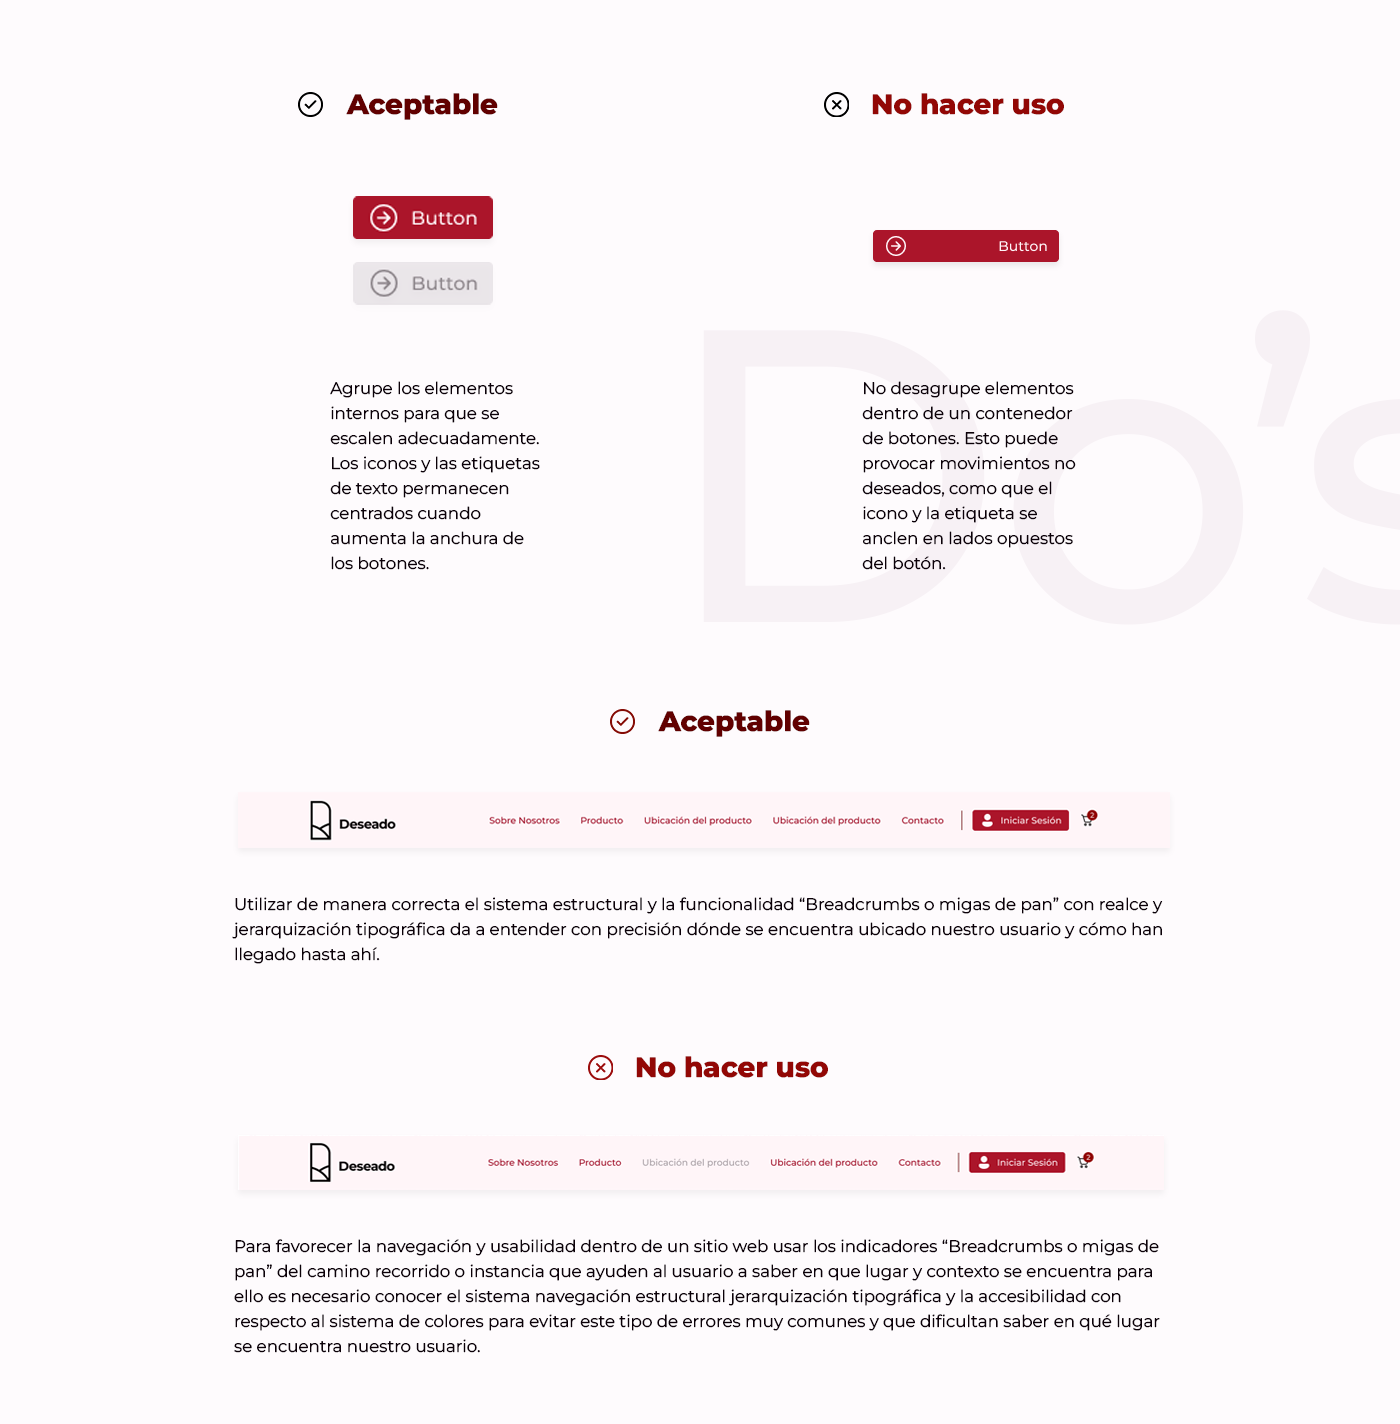 Aceptable
No hacer uso
Button
Button
Button
Do's
Agrupe los elementos
internos para que se
escalen adecuadamente.
Los iconos y las etiquetas
de texto permanecen
centrados cuando
aumenta la anchura de
los botones.
No desagrupe elementos
dentro de un contenedor
de botones. Esto puede
provocar movimientos no
deseados, como que el
icono y la etiqueta se
anclen en lados opuestos
del botón.
Aceptable
Deseado Sobre Nosotros Producto Ubicación del producto Ubicación del producto Contacto Iniciar Sesión 2
Utilizar de manera correcta el sistema estructural y la funcionalidad “Breadcrumbs o migas de pan” con realce y
jerarquización tipográfica da a entender con precisión dónde se encuentra ubicado nuestro usuario y cómo han
llegado hasta ahí.
No hacer uso
Deseado Sobre Nosotros Producto Ubicación del producto Ubicación del producto Contacto Iniciar Sesión 2
Para favorecer la navegación y usabilidad dentro de un sitio web usar los indicadores “Breadcrumbs o migas de
pan” del camino recorrido o instancia que ayuden al usuario a saber en que lugar y contexto se encuentra para
ello es necesario conocer el sistema navegación estructural jerarquización tipográfica y la accesibilidad con
respecto al sistema de colores para evitar este tipo de errores muy comunes y que dificultan saber en qué lugar
se encuentra nuestro usuario.